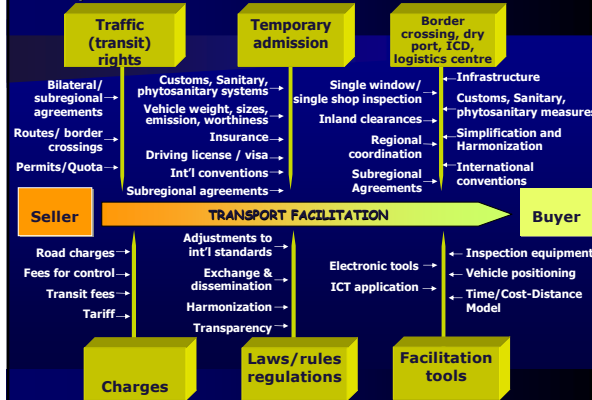 Traffic
(transit)
rights
Temporary
admission
Border
crossing, dry
port, ICD,
logistics centre
Bilateral/
subregional
agreements
Routes/ border
crossings
Permits/Quota
Customs, Sanitary,
phytosanitary systems
Vehicle weight, sizes,
emission, worthiness
Insurance
Driving license / visa
Int'l conventions
Subregional agreements
Single window/
single shop inspection
Inland clearances
Regional
coordination
Subregional
Agreements
Infrastructure
Customs, Sanitary,
phytosanitary measures
Simplification and
Harmonization
International
conventions
Seller
TRANSPORT FACILITATION
Buyer
Road charges
Fees for control
Transit fees
Tariff
Adjustments to
int'l standards
Exchange &
dissemination
Harmonization
Transparency
Electronic tools
ICT application
Inspection equipment
Vehicle positioning
Time/Cost-Distance
Model
Charges
Laws/rules
regulations
Facilitation
tools